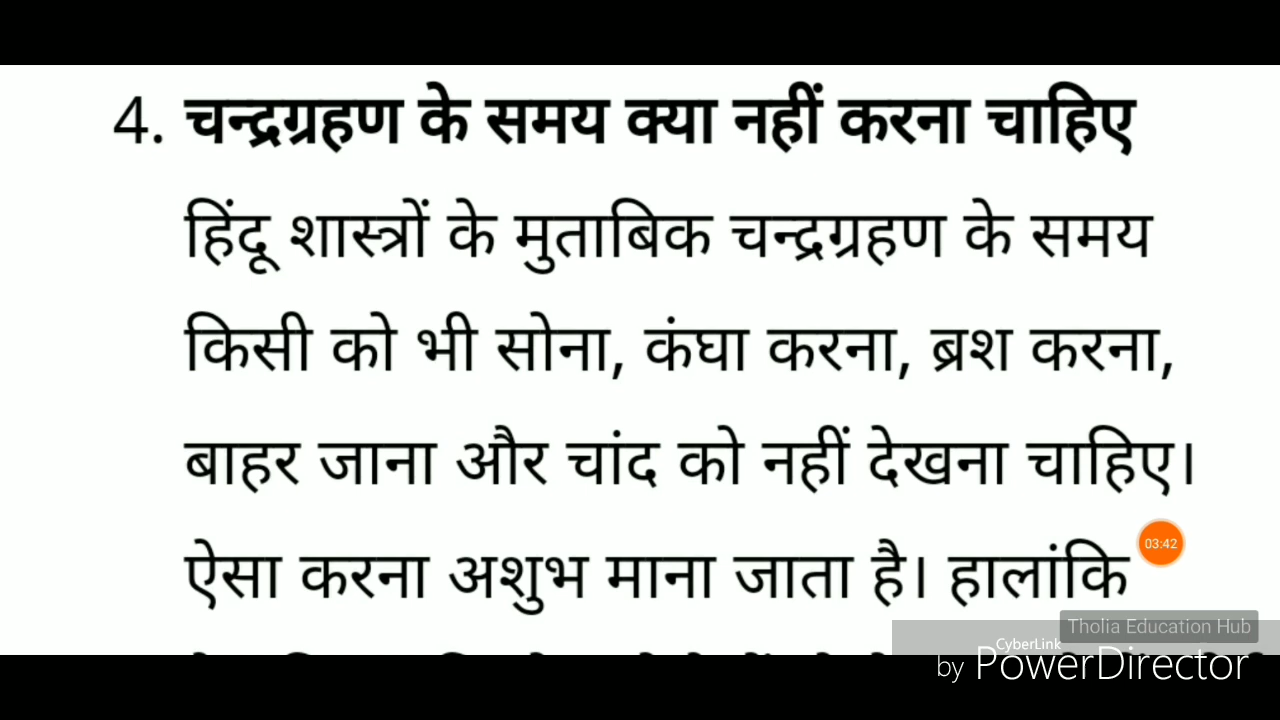 4. चन्द्रग्रहण के समय क्या नहीं करना चाहिए
हिंदू शास्त्रों के मुताबिक चन्द्रग्रहण के समय
किसी को भी सोना, कंघा करना, ब्रश करना,
बाहर जाना और चांद को नहीं देखना चाहिए।
ऐसा करना अशुभ माना जाता है। हालांकि
03:42
Tholia Education Hub
CyberLink
by PowerDirector